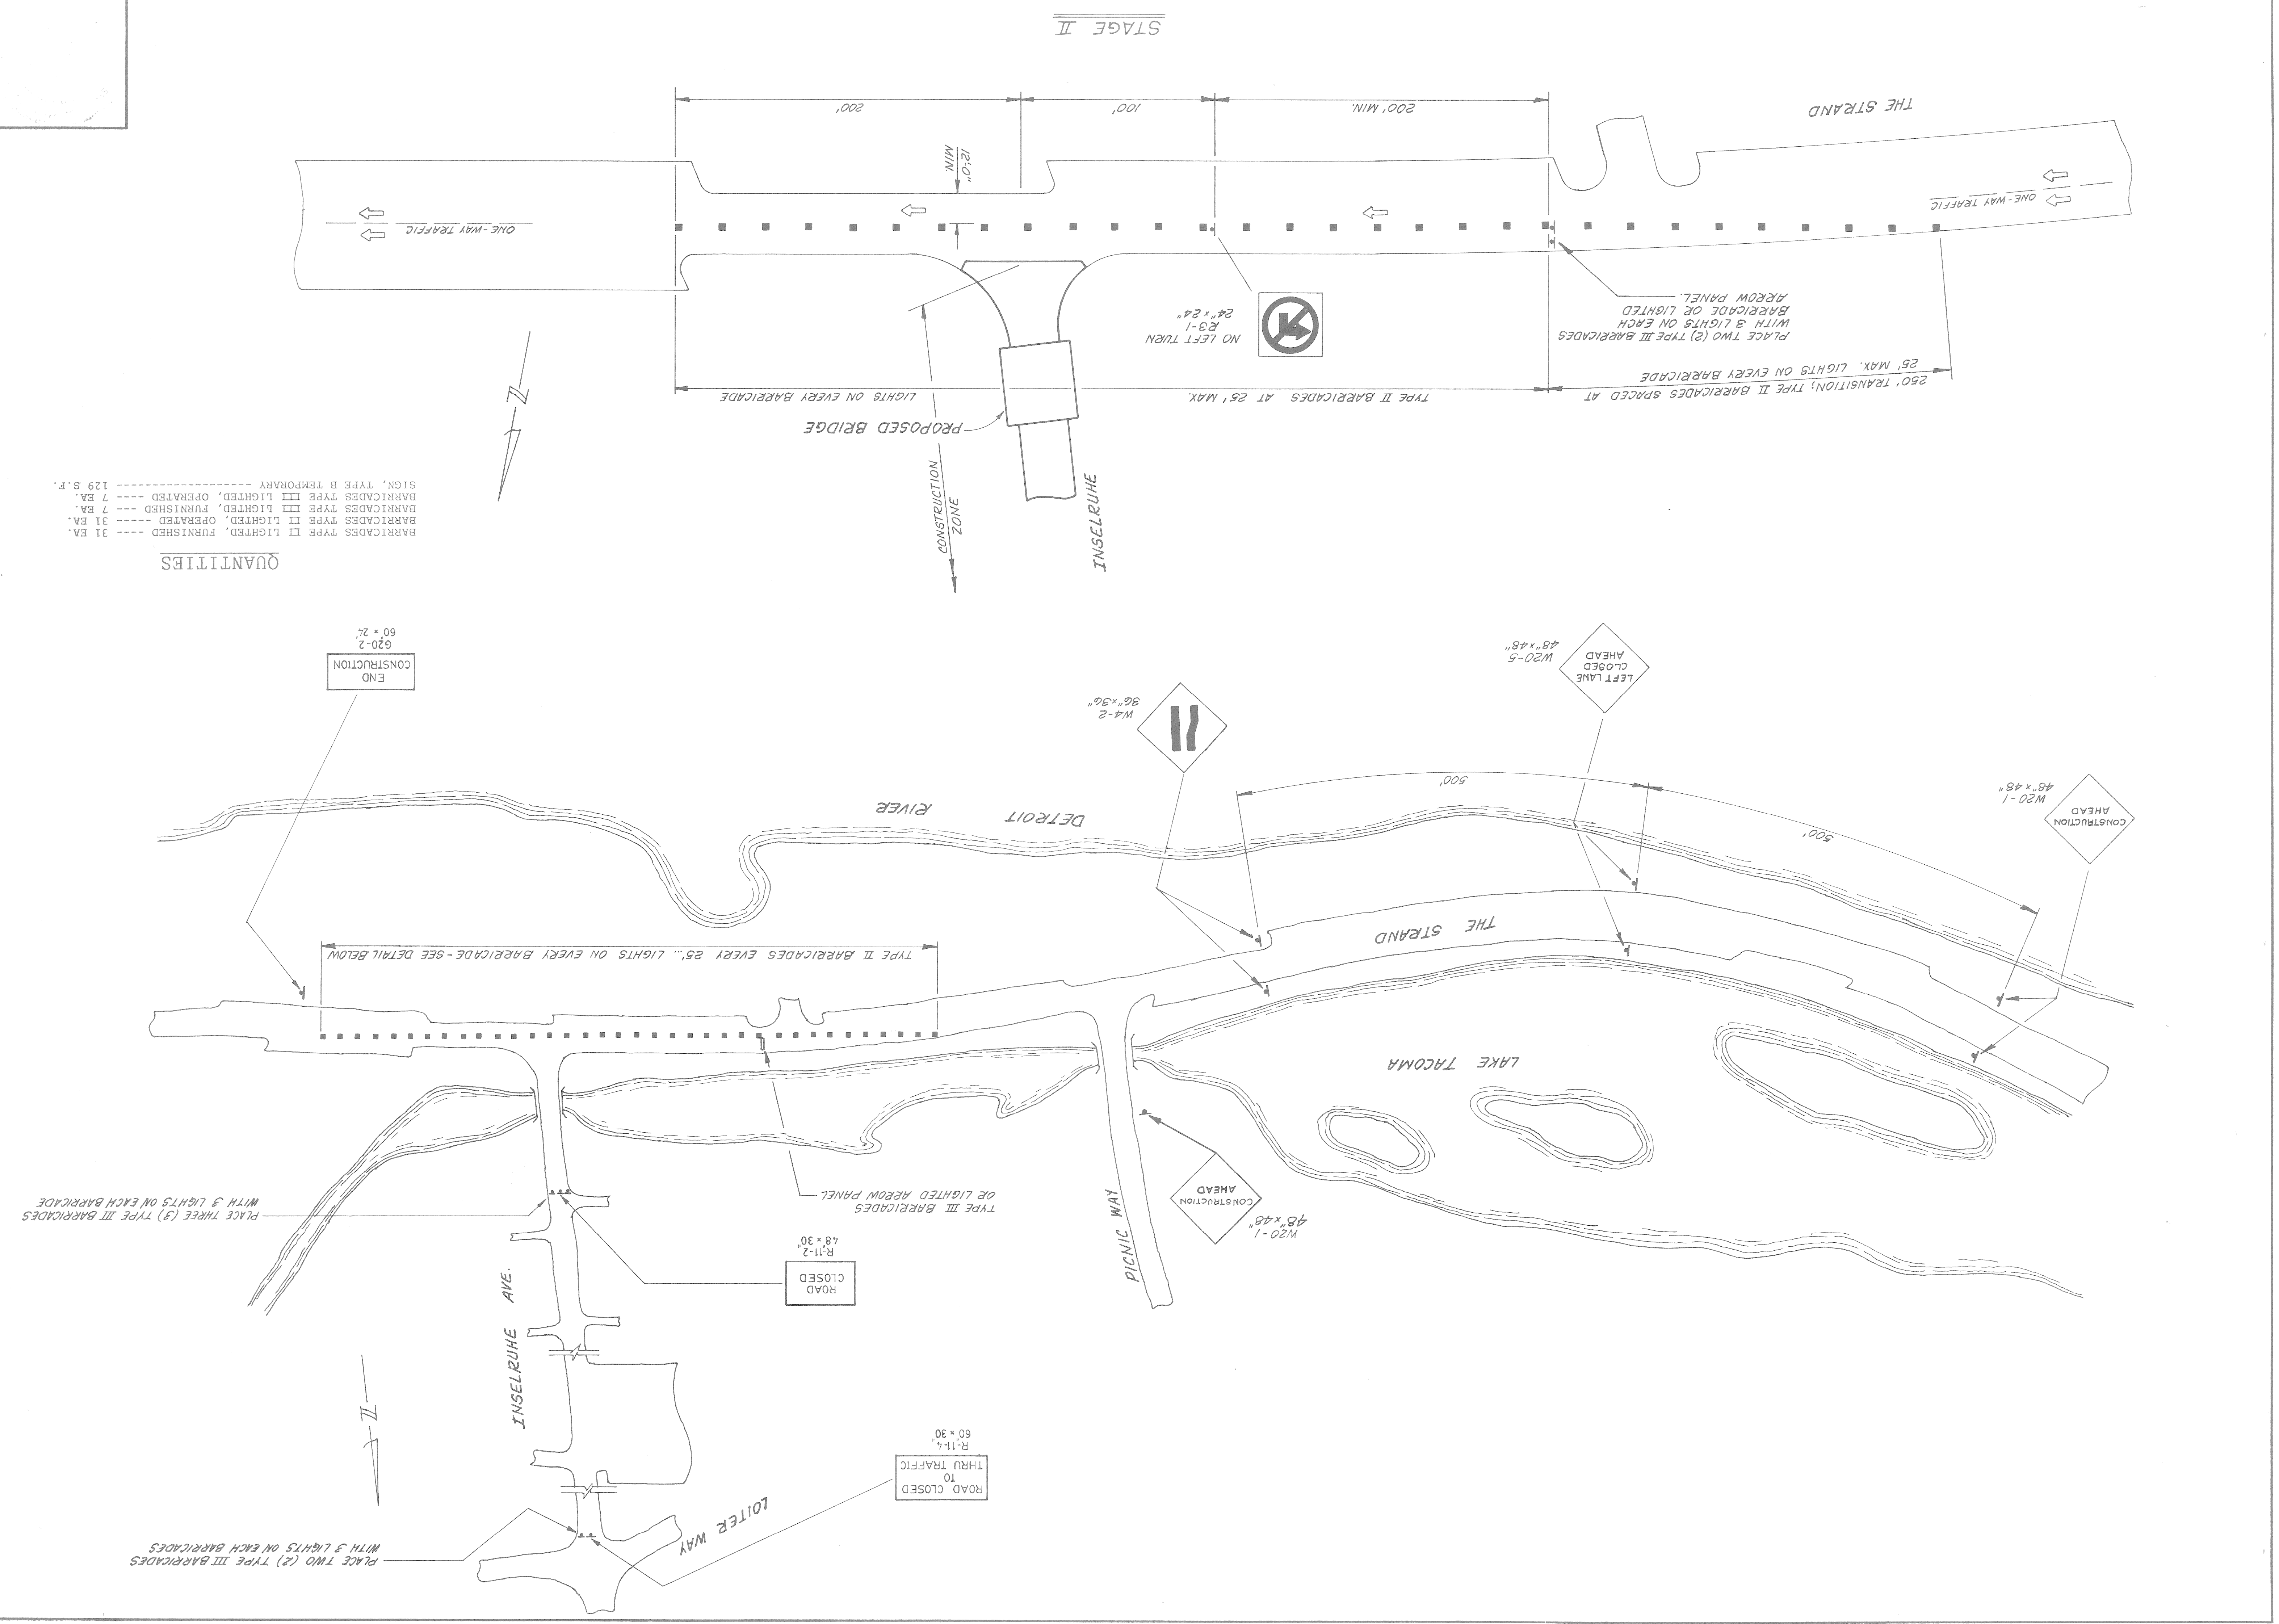 PLACE TWO (2) TYPE III BARRICADES
WITH 3 LIGHTS ON EACH BARRICADES
LOITER WAY
ROAD CLOSED
TO
THRU TRAFFIC
R-11-4
60" x 30"
N
INSELRUHE AVE.
ROAD
CLOSED
R-11-2
48" x 30"
PLACE THREE (3) TYPE III BARRICADES
WITH 3 LIGHTS ON EACH BARRICADE
TYPE III BARRICADES
OR LIGHTED ARROW PANEL
PICNIC WAY
W20-1
48"x48"
CONSTRUCTION
AHEAD
LAKE TACOMA
TYPE II BARRICADES EVERY 25'... LIGHTS ON EVERY BARRICADE - SEE DETAIL BELOW
THE STRAND
DETROIT RIVER
500'
500'
CONSTRUCTION
AHEAD
W20-1
48"x48"
LEFT LANE
CLOSED
AHEAD
W20-5
48"x48"
W4-2
36"x36"
END
CONSTRUCTION
G20-2
60" x 24"
QUANTITIES
BARRICADES TYPE II LIGHTED, FURNISHED ---- 31 EA.
BARRICADES TYPE II LIGHTED, OPERATED ----- 31 EA.
BARRICADES TYPE III LIGHTED, FURNISHED --- 7 EA.
BARRICADES TYPE III LIGHTED, OPERATED ---- 7 EA.
SIGN, TYPE B TEMPORARY ------------------- 129 S.F.
N
INSELRUHE
CONSTRUCTION
ZONE
PROPOSED BRIDGE
250' TRANSITION; TYPE II BARRICADES SPACED AT
25' MAX. LIGHTS ON EVERY BARRICADE
TYPE II BARRICADES AT 25' MAX.
LIGHTS ON EVERY BARRICADE
PLACE TWO (2) TYPE III BARRICADES
WITH 3 LIGHTS ON EACH
BARRICADE OR LIGHTED
ARROW PANEL.
NO LEFT TURN
R3-1
24"x24"
ONE-WAY TRAFFIC
ONE-WAY TRAFFIC
12'-0"
MIN.
THE STRAND
200' MIN.
100'
200'
STAGE II